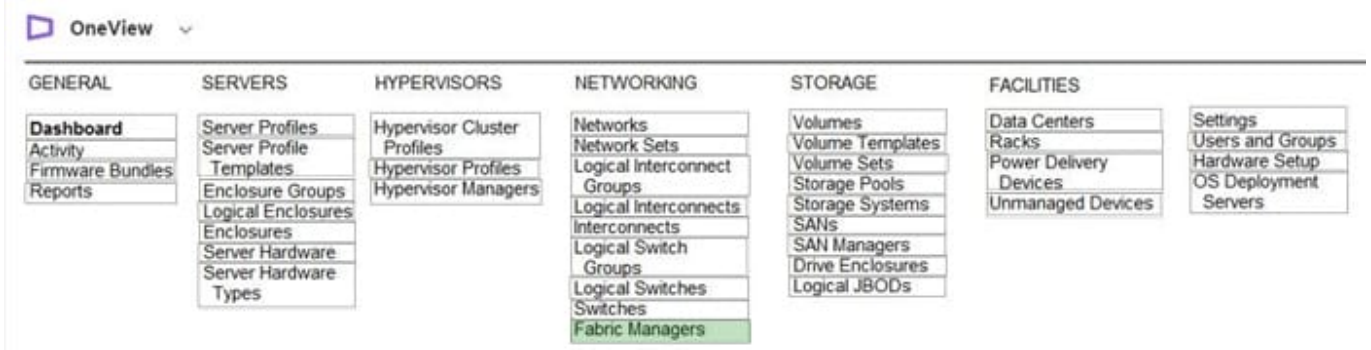 OneView
GENERAL
Dashboard
Activity
Firmware Bundles
Reports
SERVERS
Server Profiles
Server Profile
Templates
Enclosure Groups
Logical Enclosures
Enclosures
Server Hardware
Server Hardware
Types
HYPERVISORS
Hypervisor Cluster
Profiles
Hypervisor Profiles
Hypervisor Managers
NETWORKING
Networks
Network Sets
Logical Interconnect
Groups
Logical Interconnects
Interconnects
Logical Switch
Groups
Logical Switches
Switches
Fabric Managers
STORAGE
Volumes
Volume Templates
Volume Sets
Storage Pools
Storage Systems
SANs
SAN Managers
Drive Enclosures
Logical JBODs
FACILITIES
Data Centers
Racks
Power Delivery
Devices
Unmanaged Devices
Settings
Users and Groups
Hardware Setup
OS Deployment
Servers